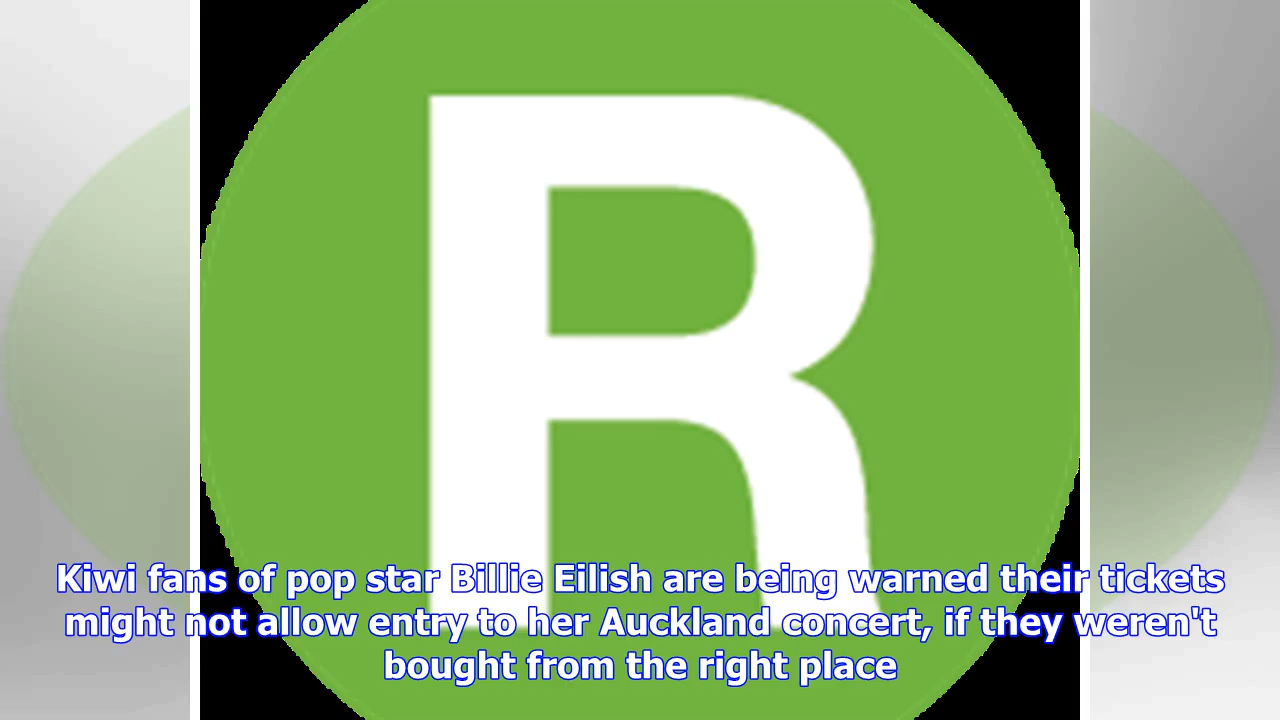 R
Kiwi fans of pop star Billie Eilish are being warned their tickets
might not allow entry to her Auckland concert, if they weren't
bought from the right place